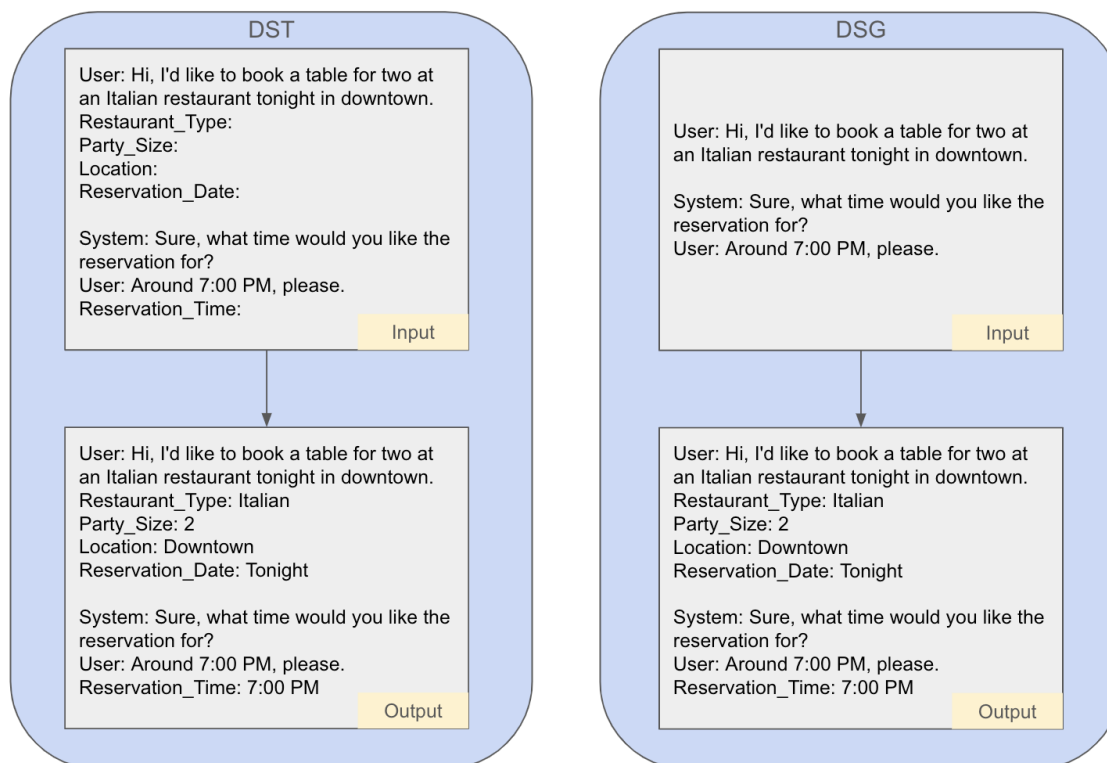 DST
User: Hi, I'd like to book a table for two at
an Italian restaurant tonight in downtown.
Restaurant_Type:
Party_Size:
Location:
Reservation_Date:
System: Sure, what time would you like the
reservation for?
User: Around 7:00 PM, please.
Reservation_Time:
Input
User: Hi, I'd like to book a table for two at
an Italian restaurant tonight in downtown.
Restaurant_Type: Italian
Party_Size: 2
Location: Downtown
Reservation_Date: Tonight
System: Sure, what time would you like the
reservation for?
User: Around 7:00 PM, please.
Reservation_Time: 7:00 PM
Output
DSG
User: Hi, I'd like to book a table for two at
an Italian restaurant tonight in downtown.
System: Sure, what time would you like the
reservation for?
User: Around 7:00 PM, please.
Input
User: Hi, I'd like to book a table for two at
an Italian restaurant tonight in downtown.
Restaurant_Type: Italian
Party_Size: 2
Location: Downtown
Reservation_Date: Tonight
System: Sure, what time would you like the
reservation for?
User: Around 7:00 PM, please.
Reservation_Time: 7:00 PM
Output